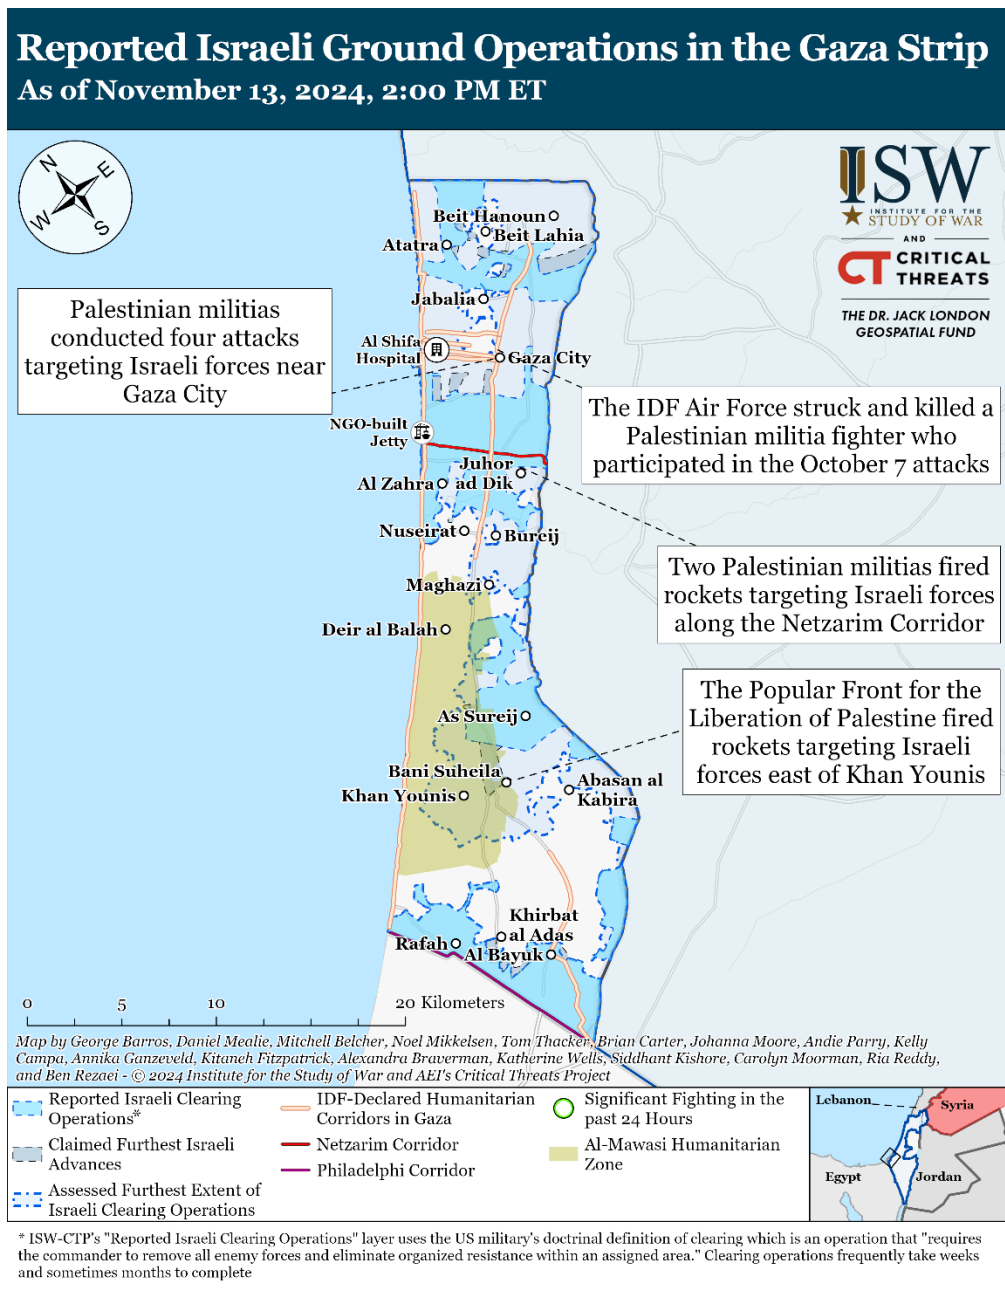 Reported Israeli Ground Operations in the Gaza Strip
As of November 13, 2024, 2:00 PM ET
N
E
W
S
ISW
INSTITUTE FOR THE
STUDY OF WAR
AND
CT CRITICAL
THREATS
THE DR. JACK LONDON
GEOSPATIAL FUND
Beit Hanoun
Beit Lahia
Atatra
Palestinian militias
conducted four attacks
targeting Israeli forces near
Gaza City
Jabalia
Al Shifa
Hospital
Gaza City
The IDF Air Force struck and killed a
Palestinian militia fighter who
participated in the October 7 attacks
NGO-built
Jetty
Juhor
ad Dik
Al Zahra
Nuseirat
Bureij
Two Palestinian militias fired
rockets targeting Israeli forces
along the Netzarim Corridor
Maghazi
Deir al Balah
The Popular Front for the
Liberation of Palestine fired
rockets targeting Israeli
forces east of Khan Younis
As Sureij
Bani Suheila
Abasan al
Kabira
Khan Younis
Khirbat
al Adas
Rafah
Al Bayuk
0 5 10 20 Kilometers
Map by George Barros, Daniel Mealie, Mitchell Belcher, Noel Mikkelsen, Tom Thacker, Brian Carter, Johanna Moore, Andie Parry, Kelly
Campa, Annika Ganzeveld, Kitaneh Fitzpatrick, Alexandra Braverman, Katherine Wells, Siddhant Kishore, Carolyn Moorman, Ria Reddy,
and Ben Rezaei - © 2024 Institute for the Study of War and AEI's Critical Threats Project
Reported Israeli Clearing
Operations*
Claimed Furthest Israeli
Advances
Assessed Furthest Extent of
Israeli Clearing Operations
IDF-Declared Humanitarian
Corridors in Gaza
Netzarim Corridor
Philadelphi Corridor
Significant Fighting in the
past 24 Hours
Al-Mawasi Humanitarian
Zone
Lebanon
Syria
Egypt
Jordan
* ISW-CTP's "Reported Israeli Clearing Operations" layer uses the US military's doctrinal definition of clearing which is an operation that "requires
the commander to remove all enemy forces and eliminate organized resistance within an assigned area." Clearing operations frequently take weeks
and sometimes months to complete